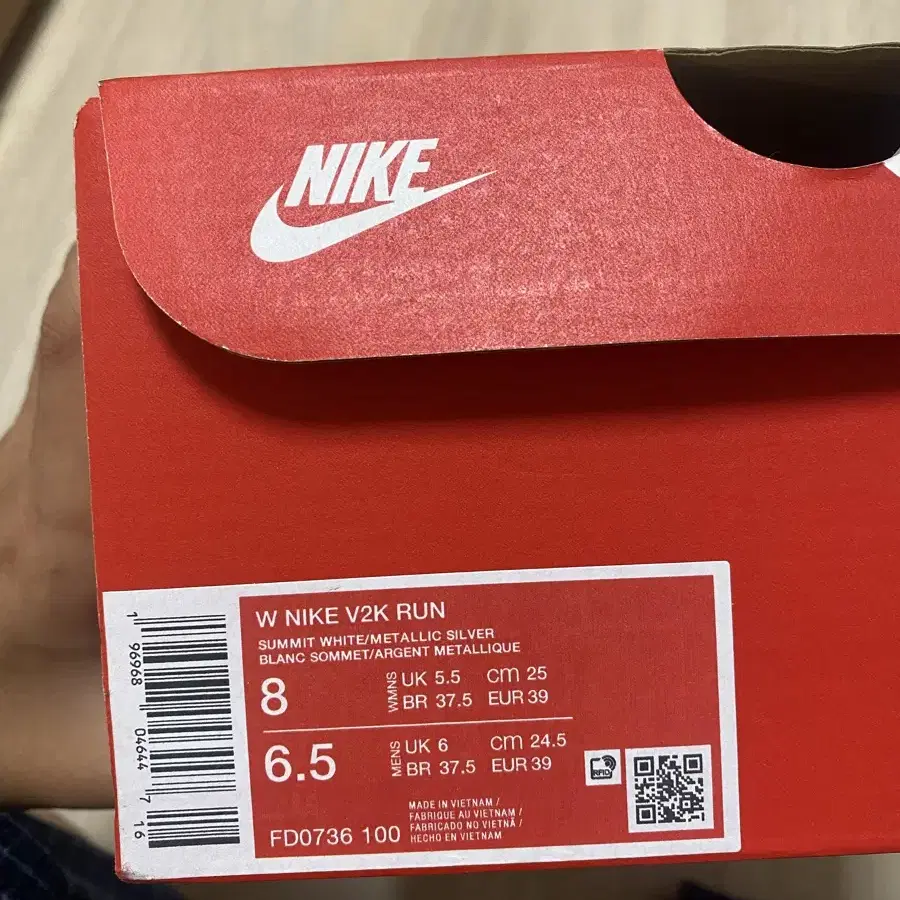 NIKE
W NIKE V2K RUN
SUMMIT WHITE/METALLIC SILVER
BLANC SOMMET/ARGENT METALLIQUE
8
WMNS
UK 5.5 cm 25
BR 37.5 EUR 39
6.5
MENS
UK 6 cm 24.5
BR 37.5 EUR 39
RFID
FD0736 100
MADE IN VIETNAM /
FABRIQUE AU VIETNAM /
FABRICADO NO VIETNÃ /
HECHO EN VIETNAM
1 96968 04644 7 16